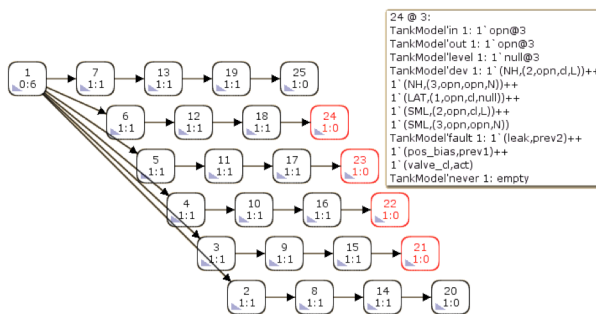 24 @ 3:
TankModel'in 1: 1`opn@3
TankModel'out 1: 1`opn@3
TankModel'level 1: 1`null@3
TankModel'dev 1: 1`(NH,(2,opn,cl,L))++
1`(NH,(3,opn,opn,N))++
1`(LAT,(1,opn,cl,null))++
1`(SML,(2,opn,cl,L))++
1`(SML,(3,opn,opn,N))
TankModel'fault 1: 1`(leak,prev2)++
1`(pos_bias,prev1)++
1`(valve_cl,act)
TankModel'never 1: empty
1 7 13 19 25
0:6 1:1 1:1 1:1 1:0
6 12 18 24
1:1 1:1 1:1 1:0
5 11 17 23
1:1 1:1 1:1 1:0
4 10 16 22
1:1 1:1 1:1 1:0
3 9 15 21
1:1 1:1 1:1 1:0
2 8 14 20
1:1 1:1 1:1 1:0